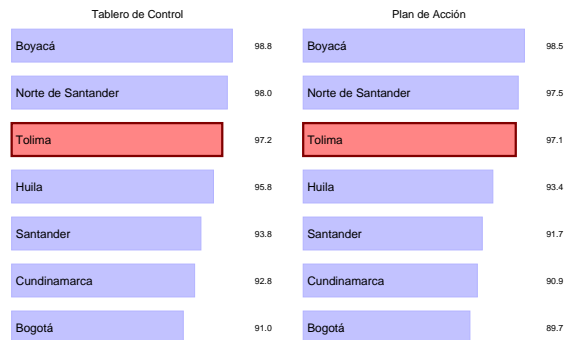 Tablero de Control
Boyacá 98.8
Norte de Santander 98.0
Tolima 97.2
Huila 95.8
Santander 93.8
Cundinamarca 92.8
Bogotá 91.0
Plan de Acción
Boyacá 98.5
Norte de Santander 97.5
Tolima 97.1
Huila 93.4
Santander 91.7
Cundinamarca 90.9
Bogotá 89.7